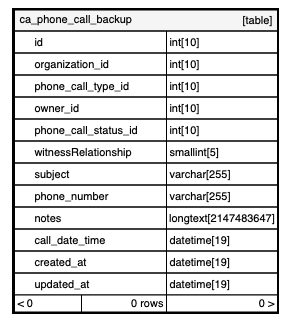 ca_phone_call_backup [table]
id int[10]
organization_id int[10]
phone_call_type_id int[10]
owner_id int[10]
phone_call_status_id int[10]
witnessRelationship smallint[5]
subject varchar[255]
phone_number varchar[255]
notes longtext[2147483647]
call_date_time datetime[19]
created_at datetime[19]
updated_at datetime[19]
< 0 0 rows 0 >